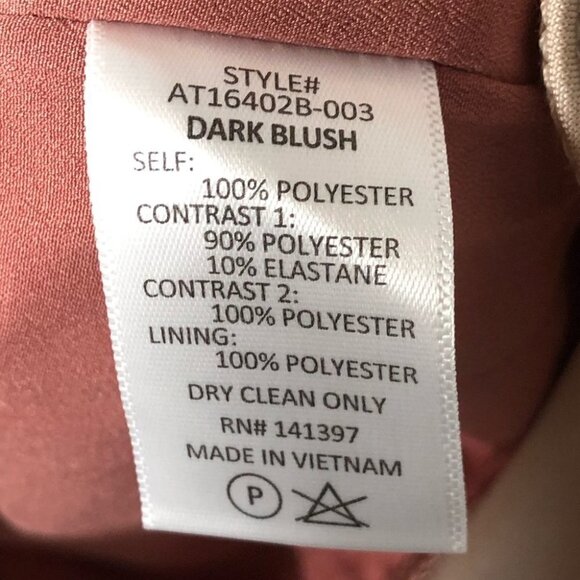 STYLE#
AT16402B-003
DARK BLUSH
SELF:
100% POLYESTER
CONTRAST 1:
90% POLYESTER
10% ELASTANE
CONTRAST 2:
100% POLYESTER
LINING:
100% POLYESTER
DRY CLEAN ONLY
RN# 141397
MADE IN VIETNAM
P